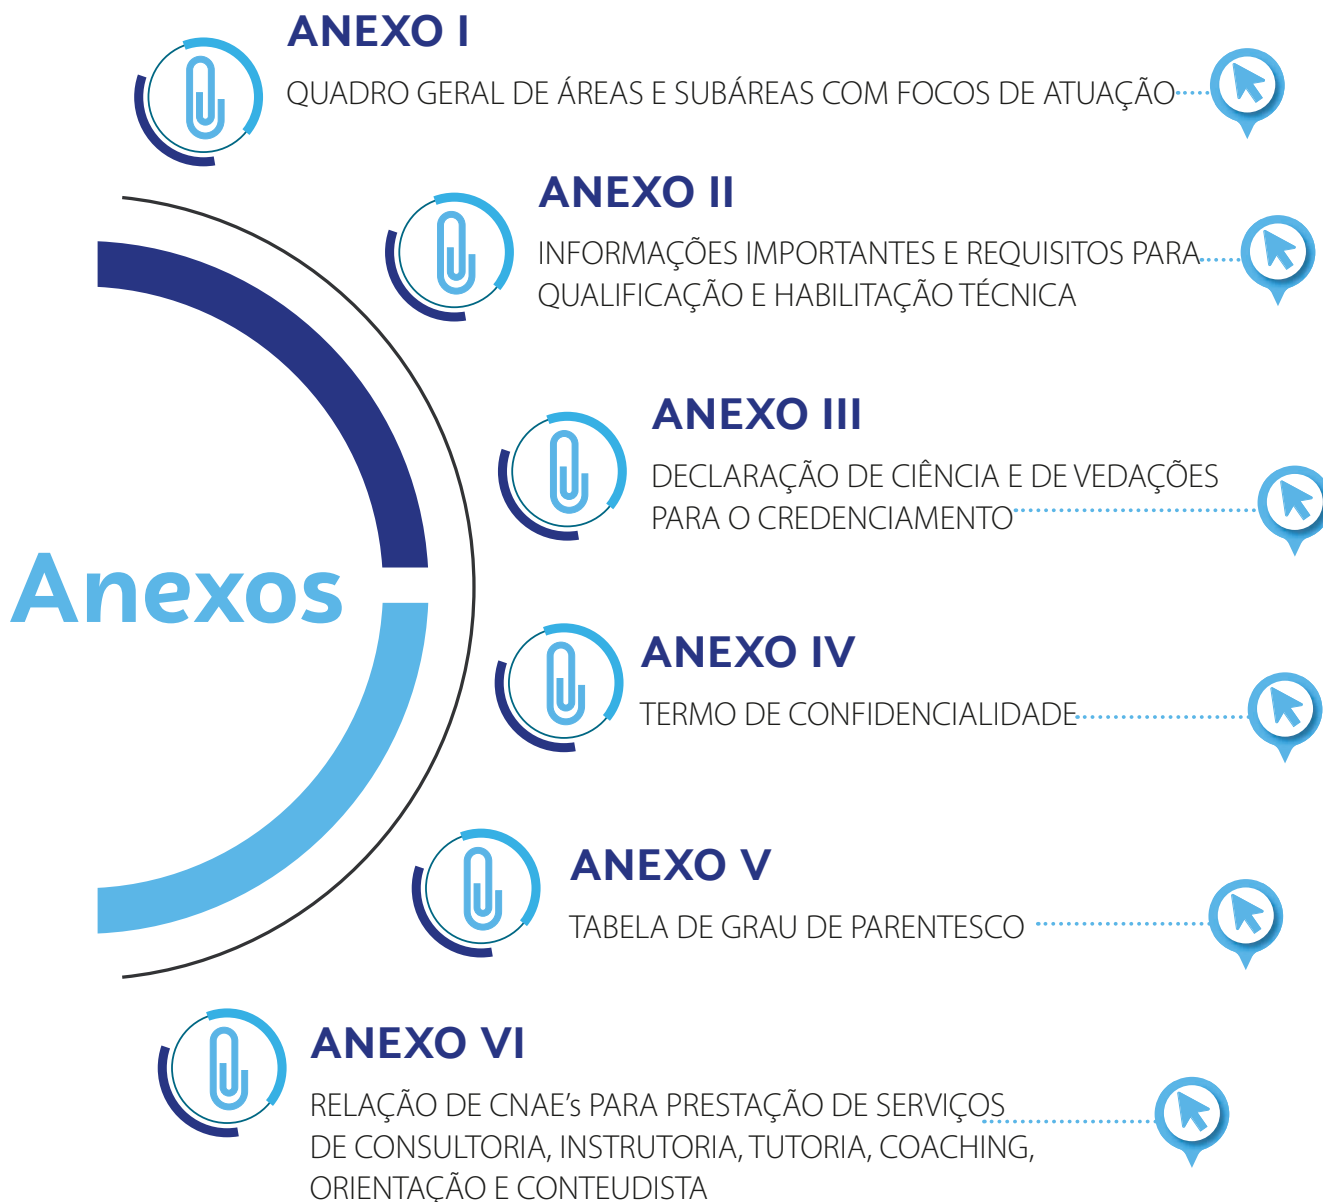 ANEXO I
QUADRO GERAL DE ÁREAS E SUBÁREAS COM FOCOS DE ATUAÇÃO
ANEXO II
INFORMAÇÕES IMPORTANTES E REQUISITOS PARA
QUALIFICAÇÃO E HABILITAÇÃO TÉCNICA
ANEXO III
DECLARAÇÃO DE CIÊNCIA E DE VEDAÇÕES
PARA O CREDENCIAMENTO
Anexos
ANEXO IV
TERMO DE CONFIDENCIALIDADE
ANEXO V
TABELA DE GRAU DE PARENTESCO
ANEXO VI
RELAÇÃO DE CNAE's PARA PRESTAÇÃO DE SERVIÇOS
DE CONSULTORIA, INSTRUTORIA, TUTORIA, COACHING,
ORIENTAÇÃO E CONTEUDISTA